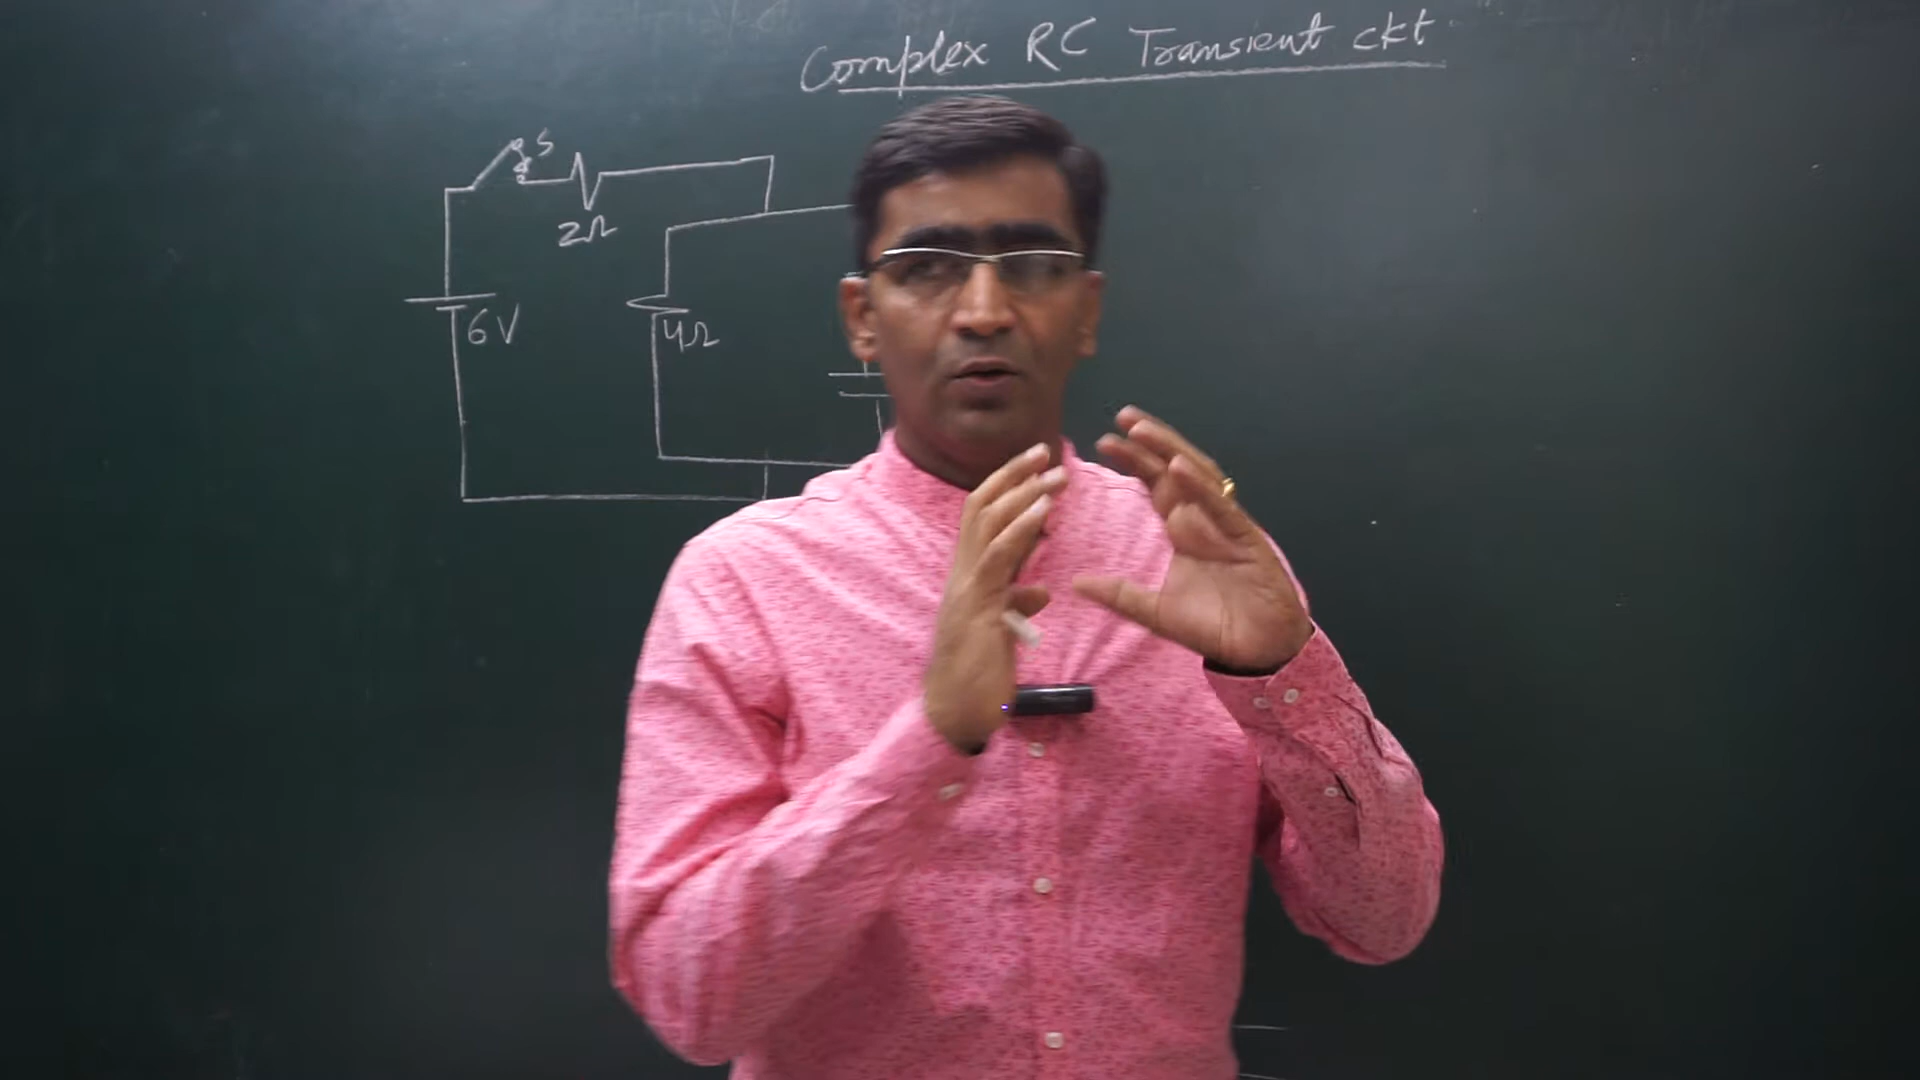 Complex RC Transient ckt
S
2Ω
6V
4Ω